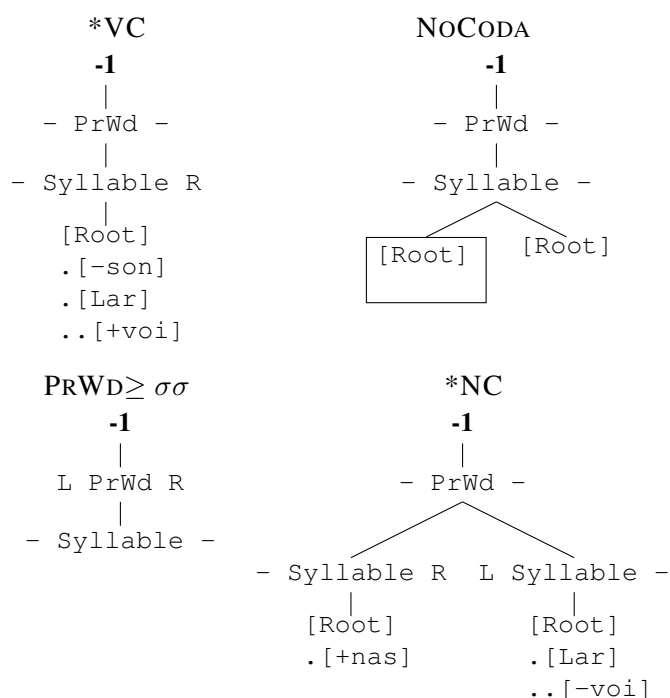 *VC
-1
– PrWd –
– Syllable R
[Root]
.[–son]
.[Lar]
..[+voi]
NOCODA
-1
– PrWd –
– Syllable –
[Root] [Root]
PRWD≥ σσ
-1
L PrWd R
– Syllable –
*NC
-1
– PrWd –
– Syllable R L Syllable –
[Root] [Root]
.[+nas] .[Lar]
..[–voi]